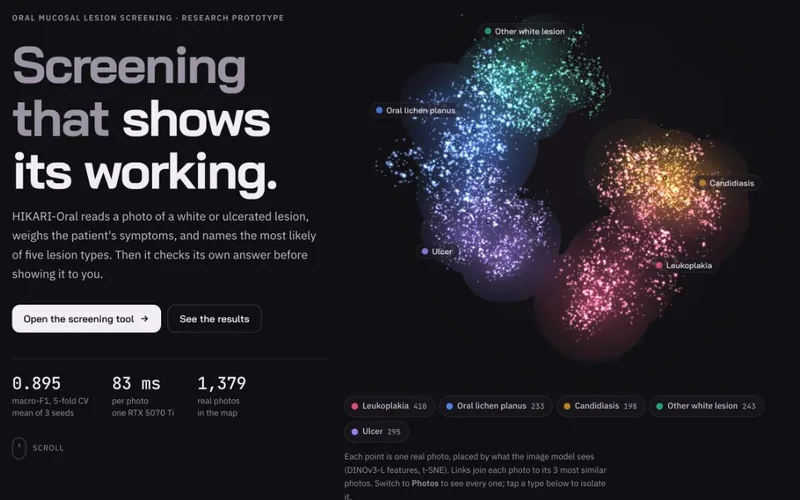 ORAL MUCOSAL LESION SCREENING · RESEARCH PROTOTYPE
Screening
that shows
its working.
HIKARI-Oral reads a photo of a white or ulcerated lesion,
weighs the patient's symptoms, and names the most likely
of five lesion types. Then it checks its own answer before
showing it to you.
Open the screening tool →
See the results
0.895
macro-F1, 5-fold CV
mean of 3 seeds
83 ms
per photo
one RTX 5070 Ti
1,379
real photos
in the map
SCROLL
Other white lesion
Oral lichen planus
Candidiasis
Ulcer
Leukoplakia
Leukoplakia 410
Oral lichen planus 233
Candidiasis 198
Other white lesion 243
Ulcer 295
Each point is one real photo, placed by what the image model sees
(DINOv3-L features, t-SNE). Links join each photo to its 3 most similar
photos. Switch to Photos to see every one; tap a type below to isolate
it.